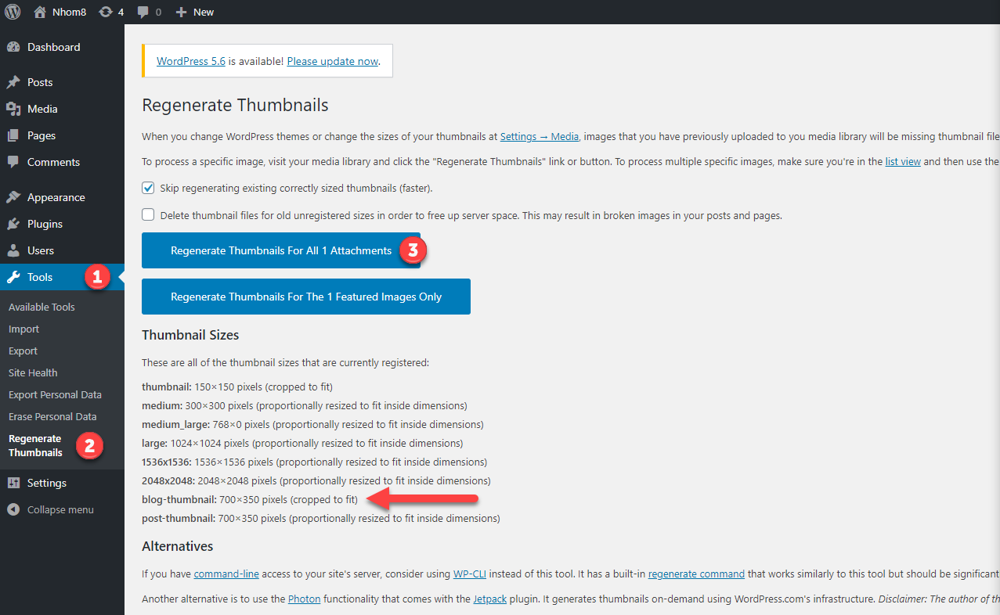 Nhom8 4 0 New
Dashboard
Posts
Media
Pages
Comments
Appearance
Plugins
Users
Tools 1
Available Tools
Import
Export
Site Health
Export Personal Data
Erase Personal Data
Regenerate
Thumbnails 2
Settings
Collapse menu
WordPress 5.6 is available! Please update now.
Regenerate Thumbnails
When you change WordPress themes or change the sizes of your thumbnails at Settings → Media, images that you have previously uploaded to you media library will be missing thumbnail file
To process a specific image, visit your media library and click the "Regenerate Thumbnails" link or button. To process multiple specific images, make sure you're in the list view and then use the
Skip regenerating existing correctly sized thumbnails (faster).
Delete thumbnail files for old unregistered sizes in order to free up server space. This may result in broken images in your posts and pages.
Regenerate Thumbnails For All 1 Attachments 3
Regenerate Thumbnails For The 1 Featured Images Only
Thumbnail Sizes
These are all of the thumbnail sizes that are currently registered:
thumbnail: 150×150 pixels (cropped to fit)
medium: 300×300 pixels (proportionally resized to fit inside dimensions)
medium_large: 768×0 pixels (proportionally resized to fit inside dimensions)
large: 1024×1024 pixels (proportionally resized to fit inside dimensions)
1536x1536: 1536×1536 pixels (proportionally resized to fit inside dimensions)
2048x2048: 2048×2048 pixels (proportionally resized to fit inside dimensions)
blog-thumbnail: 700×350 pixels (cropped to fit)
post-thumbnail: 700×350 pixels (proportionally resized to fit inside dimensions)
Alternatives
If you have command-line access to your site's server, consider using WP-CLI instead of this tool. It has a built-in regenerate command that works similarly to this tool but should be significant
Another alternative is to use the Photon functionality that comes with the Jetpack plugin. It generates thumbnails on-demand using WordPress.com's infrastructure. Disclaimer: The author of th